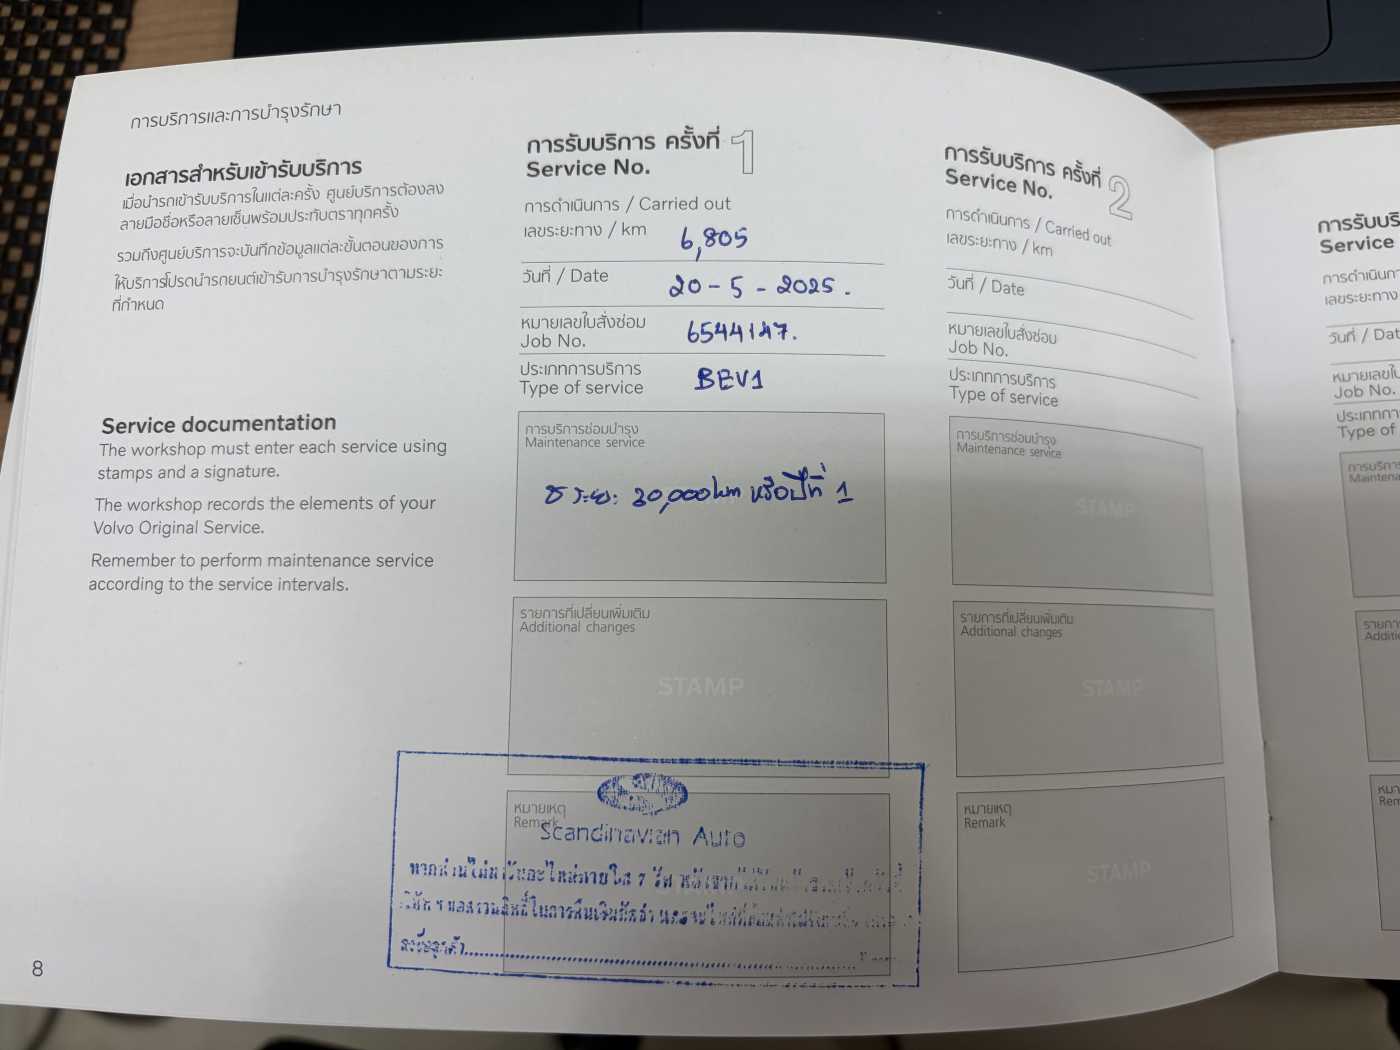 การบริการและการบำรุงรักษา
เอกสารสำหรับเข้ารับบริการ
เมื่อนำรถเข้ารับบริการในแต่ละครั้ง ศูนย์บริการต้องลง
ลายมือชื่อหรือลายเซ็นพร้อมประทับตราทุกครั้ง
รวมถึงศูนย์บริการจะบันทึกข้อมูลแต่ละขั้นตอนของการ
ให้บริการโปรดนำรถยนต์เข้ารับการบำรุงรักษาตามระยะ
ที่กำหนด
Service documentation
The workshop must enter each service using
stamps and a signature.
The workshop records the elements of your
Volvo Original Service.
Remember to perform maintenance service
according to the service intervals.
8
การรับบริการ ครั้งที่ 1
Service No.
การดำเนินการ / Carried out
เลขระยะทาง / km 6,805
วันที่ / Date 20-5-2025.
หมายเลขใบสั่งซ่อม
Job No. 6544147.
ประเภทการบริการ
Type of service BEV1
การบริการซ่อมบำรุง
Maintenance service
ระยะ 30,000 km หรือปีที่ 1
รายการที่เปลี่ยนเพิ่มเติม
Additional changes
STAMP
หมายเหตุ
Remark
Scandinavian Auto
การรับบริการ ครั้งที่ 2
Service No.
การดำเนินการ / Carried out
เลขระยะทาง / km
วันที่ / Date
หมายเลขใบสั่งซ่อม
Job No.
ประเภทการบริการ
Type of service
การบริการซ่อมบำรุง
Maintenance service
STAMP
รายการที่เปลี่ยนเพิ่มเติม
Additional changes
STAMP
หมายเหตุ
Remark
STAMP
Service
Job No.
Type of